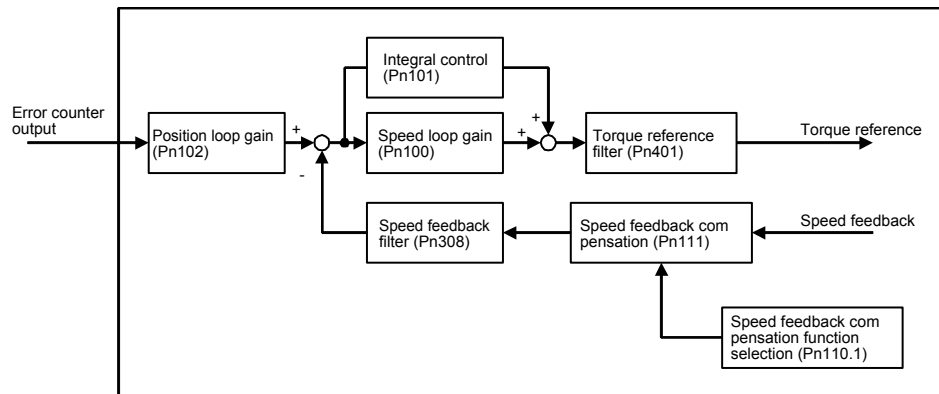 Integral control
(Pn101)
Error counter
output
Position loop gain
(Pn102)
+
-
Speed loop gain
(Pn100)
+
+
Torque reference
filter (Pn401)
Torque reference
Speed feedback
filter (Pn308)
Speed feedback com
pensation (Pn111)
Speed feedback
Speed feedback com
pensation function
selection (Pn110.1)